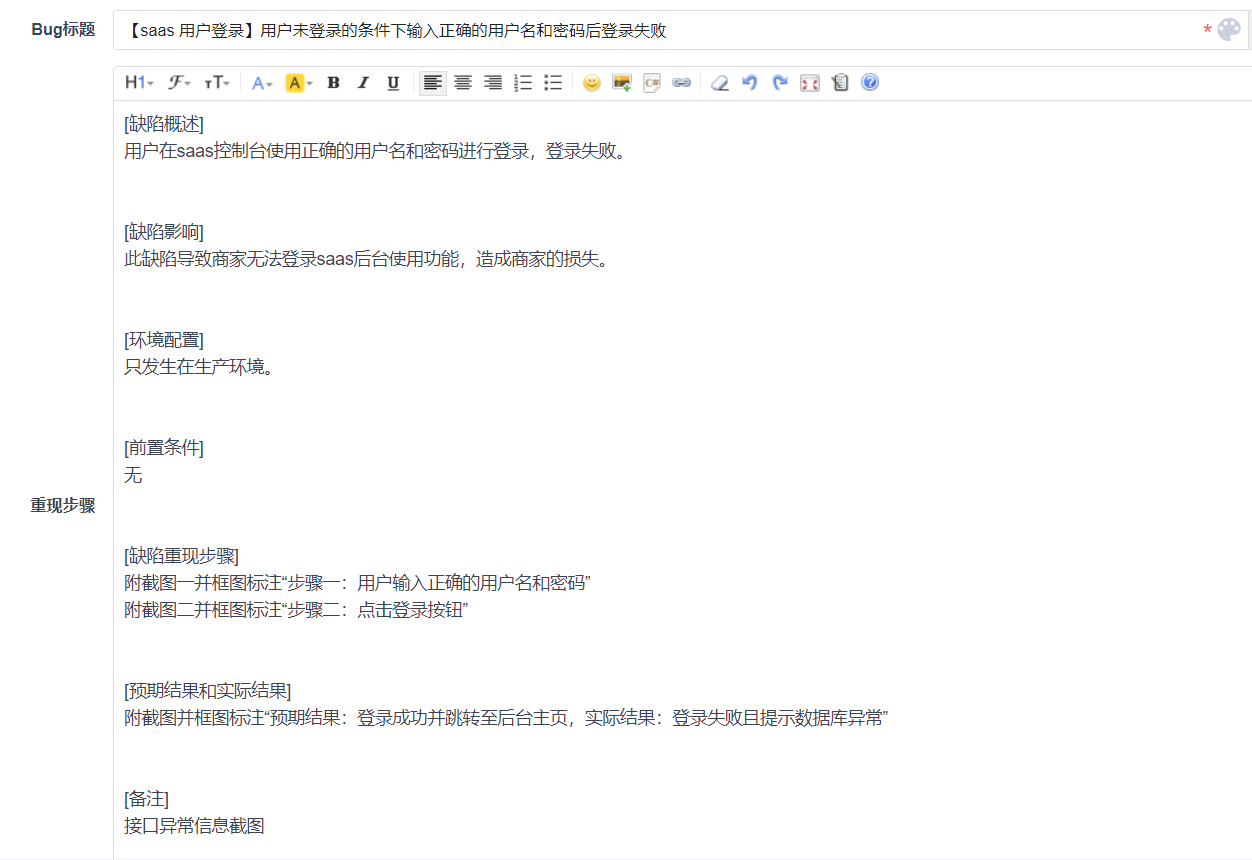 Bug标题
【saas 用户登录】用户未登录的条件下输入正确的用户名和密码后登录失败
*
H1 ℱ TT A A B I U C#
[缺陷概述]
用户在saas控制台使用正确的用户名和密码进行登录，登录失败。
[缺陷影响]
此缺陷导致商家无法登录saas后台使用功能，造成商家的损失。
[环境配置]
只发生在生产环境。
[前置条件]
无
重现步骤
[缺陷重现步骤]
附截图一并框图标注“步骤一：用户输入正确的用户名和密码”
附截图二并框图标注“步骤二：点击登录按钮”
[预期结果和实际结果]
附截图并框图标注“预期结果：登录成功并跳转至后台主页，实际结果：登录失败且提示数据库异常”
[备注]
接口异常信息截图